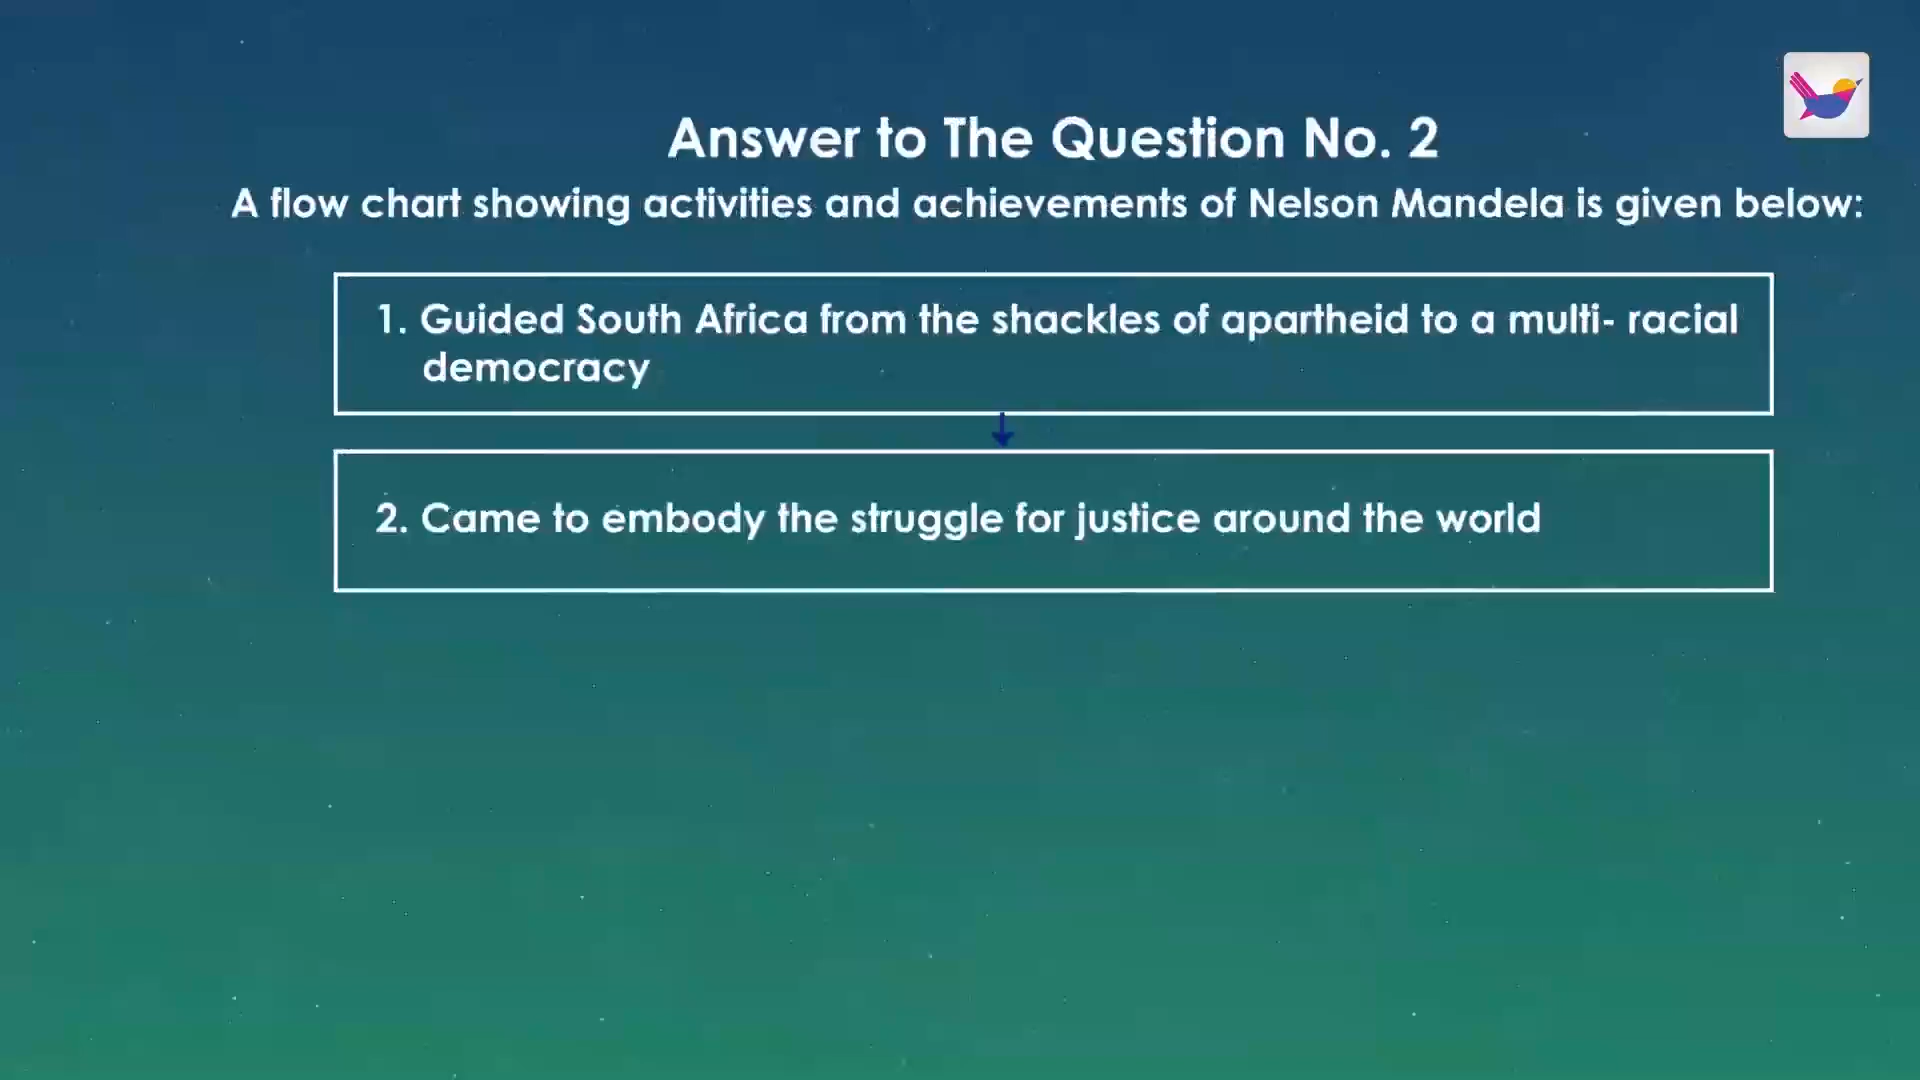 Answer to The Question No. 2
A flow chart showing activities and achievements of Nelson Mandela is given below:
1. Guided South Africa from the shackles of apartheid to a multi- racial
democracy
2. Came to embody the struggle for justice around the world